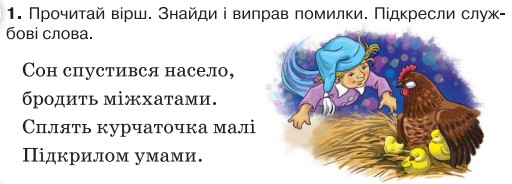 1. Прочитай вірш. Знайди і виправ помилки. Підкресли служ-
бові слова.
Сон спустився насело,
бродить міжхатами.
Сплять курчаточка малі
Підкрилом умами.